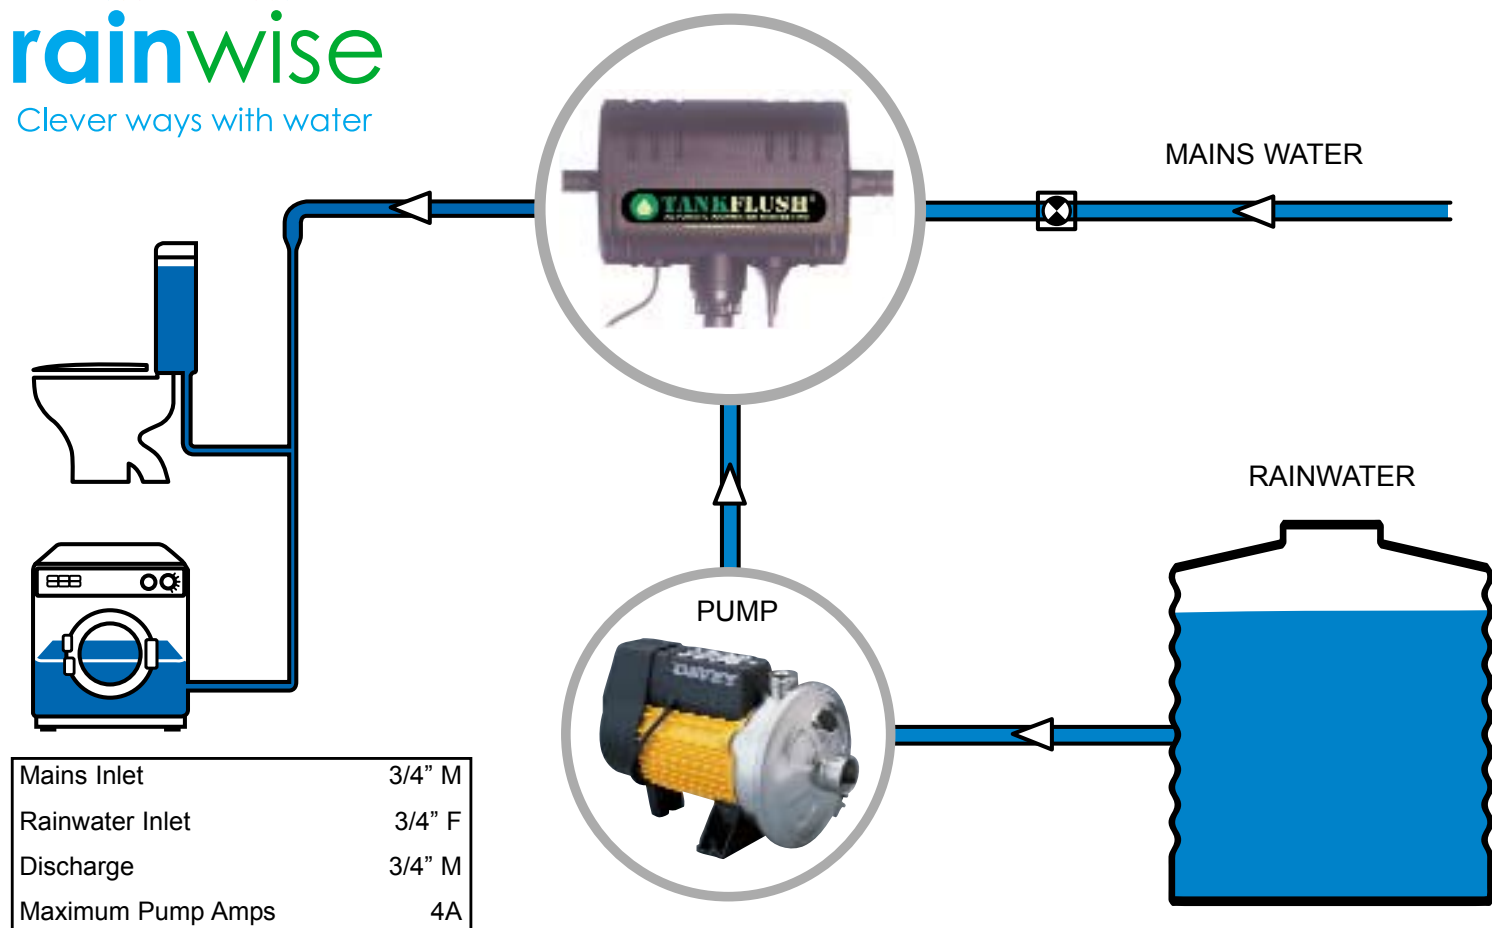 rainwise
Clever ways with water
MAINS WATER
TANKFLUSH®
RAINWATER
PUMP
DAVEY
Mains Inlet 3/4” M
Rainwater Inlet 3/4” F
Discharge 3/4” M
Maximum Pump Amps 4A